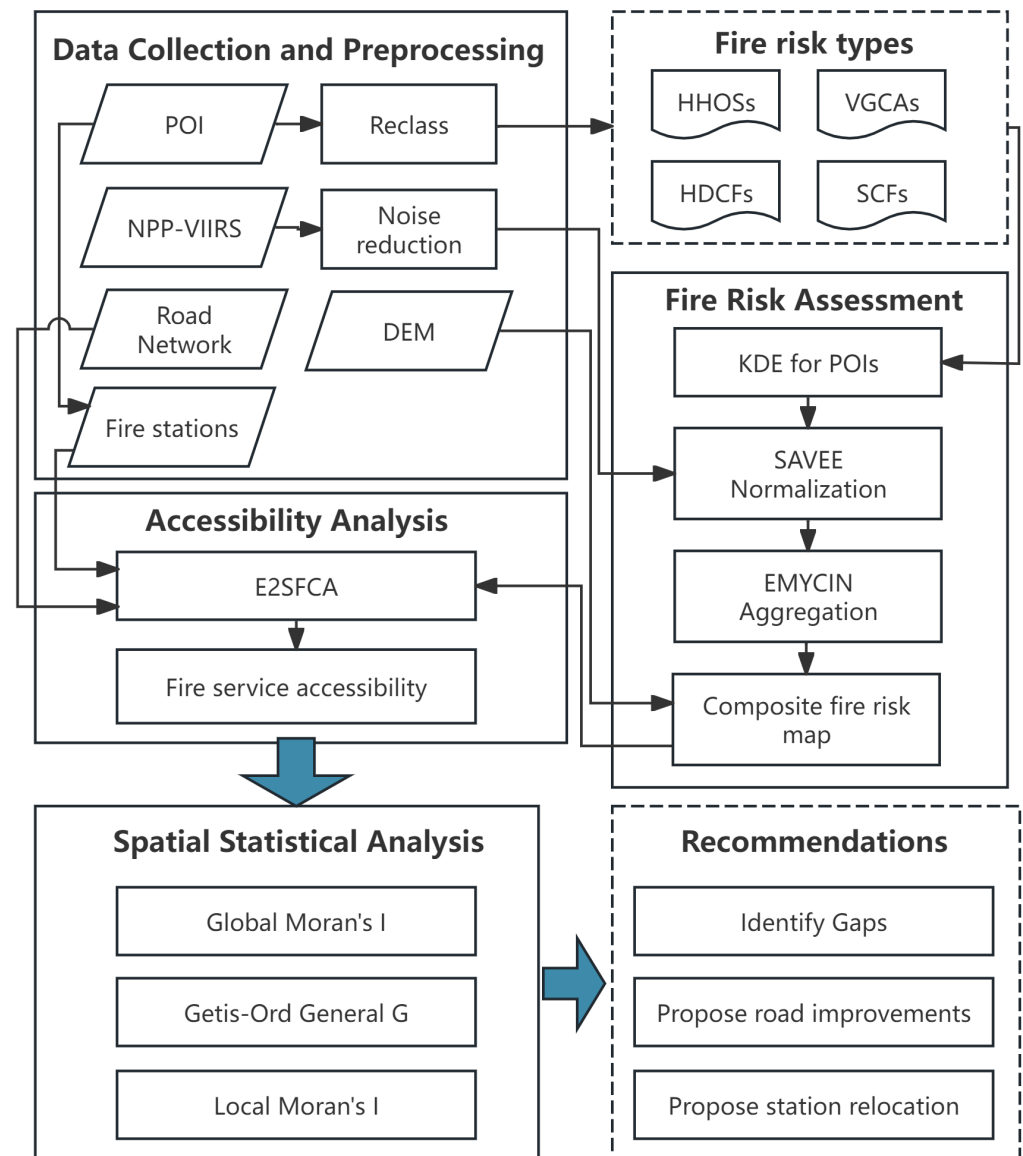 Data Collection and Preprocessing
POI
Reclass
NPP-VIIRS
Noise
reduction
Road
Network
DEM
Fire stations
Fire risk types
HHOSs
VGCAs
HDCFs
SCFs
Fire Risk Assessment
KDE for POIs
SAVEE
Normalization
EMYCIN
Aggregation
Composite fire risk
map
Accessibility Analysis
E2SFCA
Fire service accessibility
Spatial Statistical Analysis
Global Moran's I
Getis-Ord General G
Local Moran's I
Recommendations
Identify Gaps
Propose road improvements
Propose station relocation